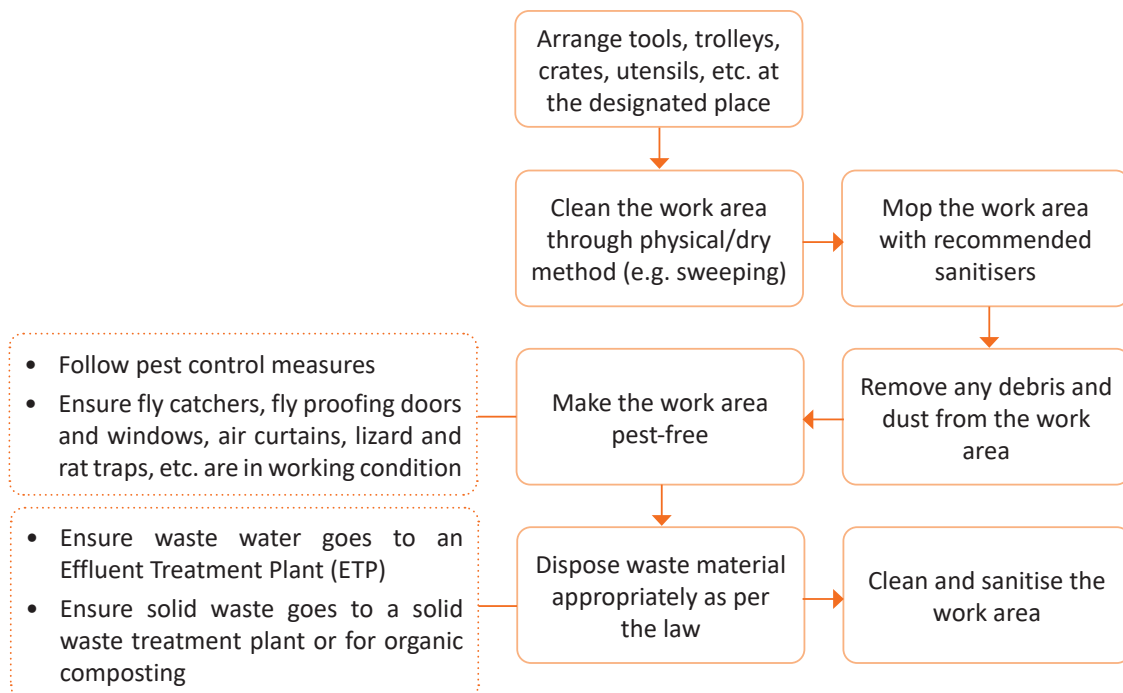 Arrange tools, trolleys,
crates, utensils, etc. at
the designated place
Clean the work area
through physical/dry
method (e.g. sweeping)
Mop the work area
with recommended
sanitisers
Remove any debris and
dust from the work
area
Make the work area
pest-free
• Follow pest control measures
• Ensure fly catchers, fly proofing doors
and windows, air curtains, lizard and
rat traps, etc. are in working condition
Dispose waste material
appropriately as per
the law
• Ensure waste water goes to an
Effluent Treatment Plant (ETP)
• Ensure solid waste goes to a solid
waste treatment plant or for organic
composting
Clean and sanitise the
work area